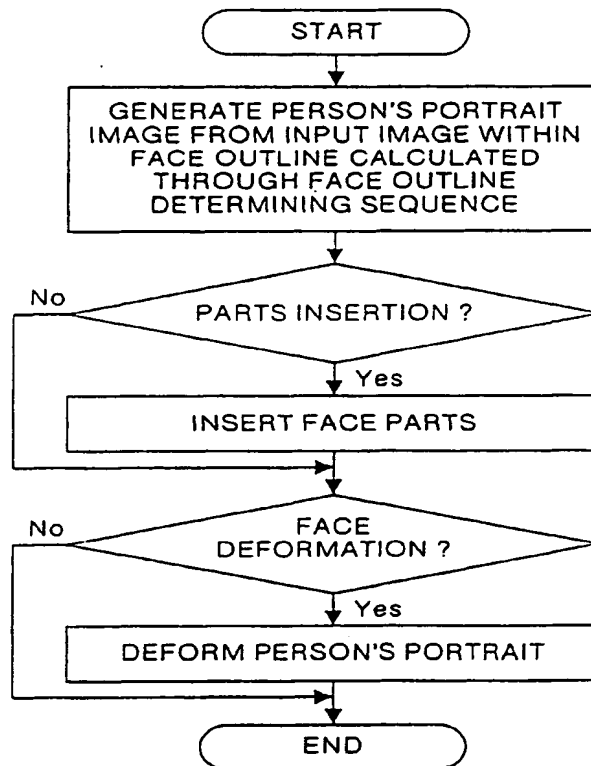 START
GENERATE PERSON'S PORTRAIT
IMAGE FROM INPUT IMAGE WITHIN
FACE OUTLINE CALCULATED
THROUGH FACE OUTLINE
DETERMINING SEQUENCE
No
PARTS INSERTION ?
Yes
INSERT FACE PARTS
No
FACE
DEFORMATION ?
Yes
DEFORM PERSON'S PORTRAIT
END